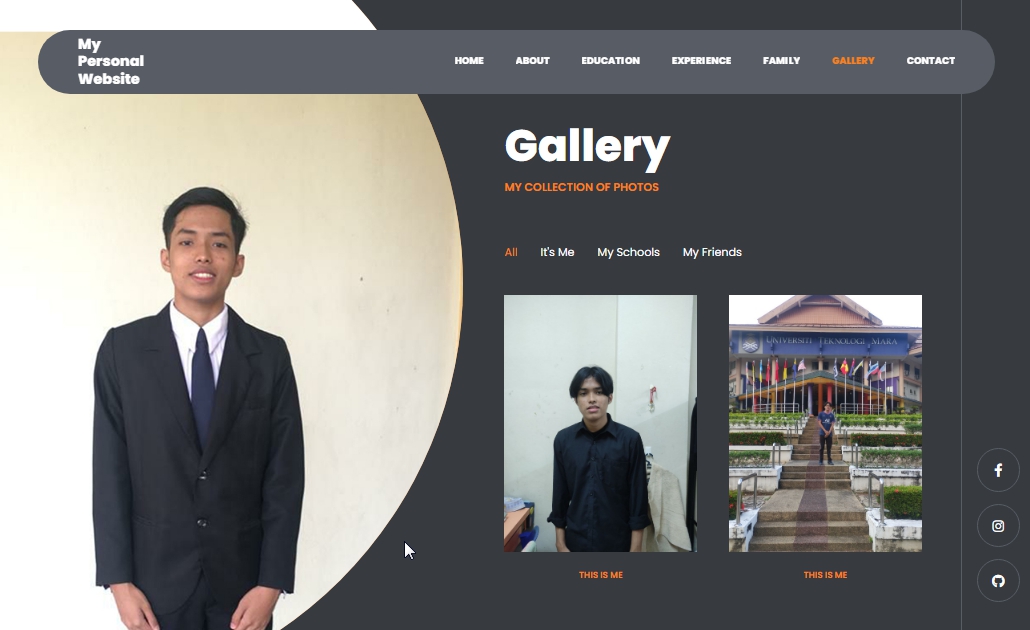 My
Personal
Website
HOME ABOUT EDUCATION EXPERIENCE FAMILY GALLERY CONTACT
Gallery
MY COLLECTION OF PHOTOS
All It's Me My Schools My Friends
UNIVERSITI TEKNOLOGI MARA
THIS IS ME THIS IS ME